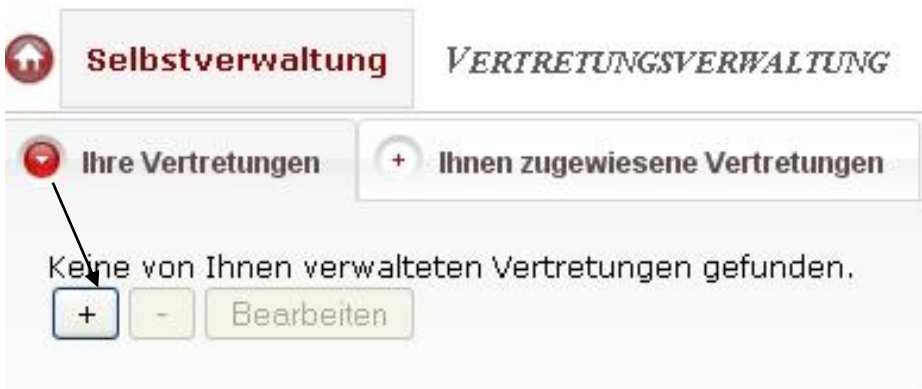 Selbstverwaltung VERTRETUNGSVERWALTUNG
Ihre Vertretungen + Ihnen zugewiesene Vertretungen
Keine von Ihnen verwalteten Vertretungen gefunden.
+ - Bearbeiten